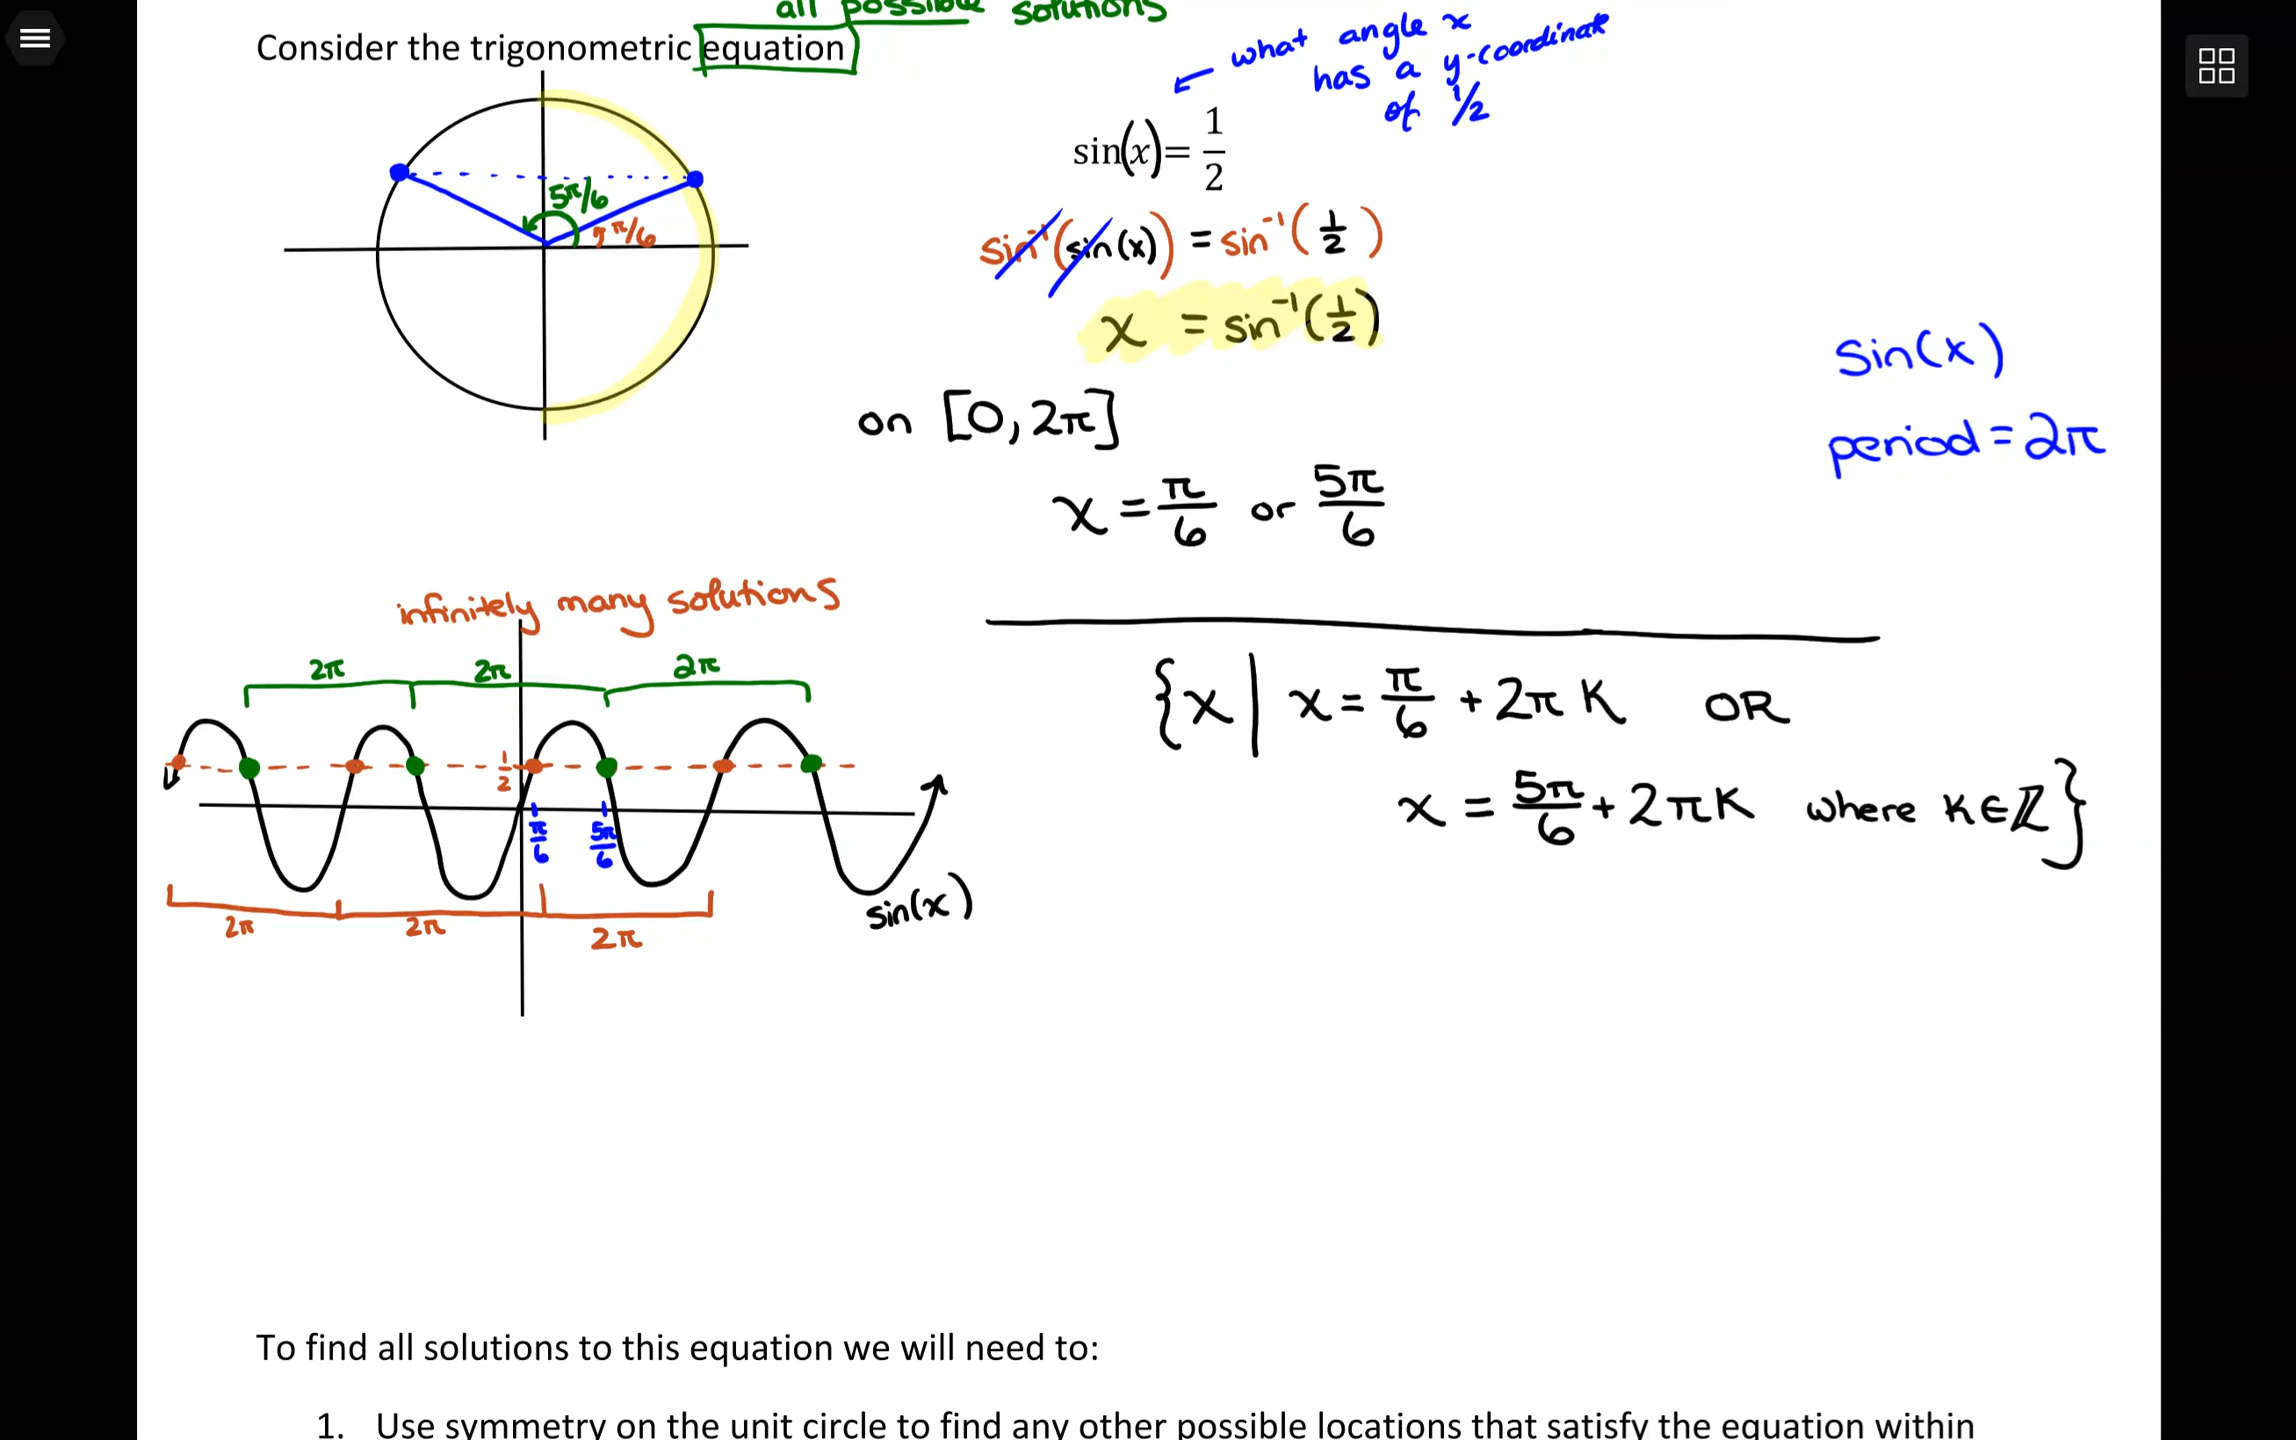 all possible solutions
Consider the trigonometric equation
what angle x
has a y-coordinate
of 1/2
sin(x)= 1/2
5π/6
π/6
sin⁻¹(sin(x)) = sin⁻¹(1/2)
x = sin⁻¹(1/2)
Sin(x)
period = 2π
on [0, 2π]
x = π/6 or 5π/6
infinitely many solutions
2π 2π 2π
{x | x = π/6 + 2πK OR
x = 5π/6 + 2πK where K∈ℤ}
1/2
π/6 5π/6
sin(x)
2π 2π 2π
To find all solutions to this equation we will need to:
1. Use symmetry on the unit circle to find any other possible locations that satisfy the equation within